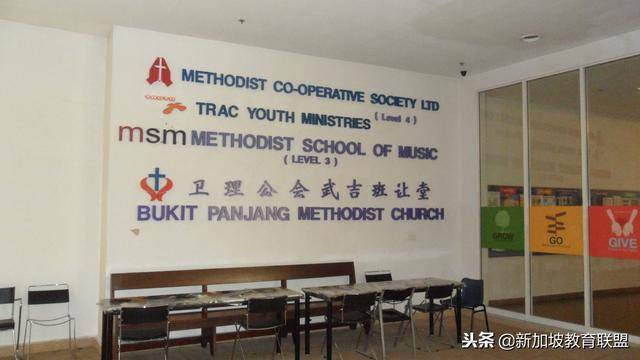 METHODIST CO-OPERATIVE SOCIETY LTD
(Level 4)
TRAC YOUTH MINISTRIES
msm METHODIST SCHOOL OF MUSIC
(LEVEL 3)
卫理公会武吉班让堂
BUKIT PANJANG METHODIST CHURCH
GROW
GO
GIVE
头条 @新加坡教育联盟